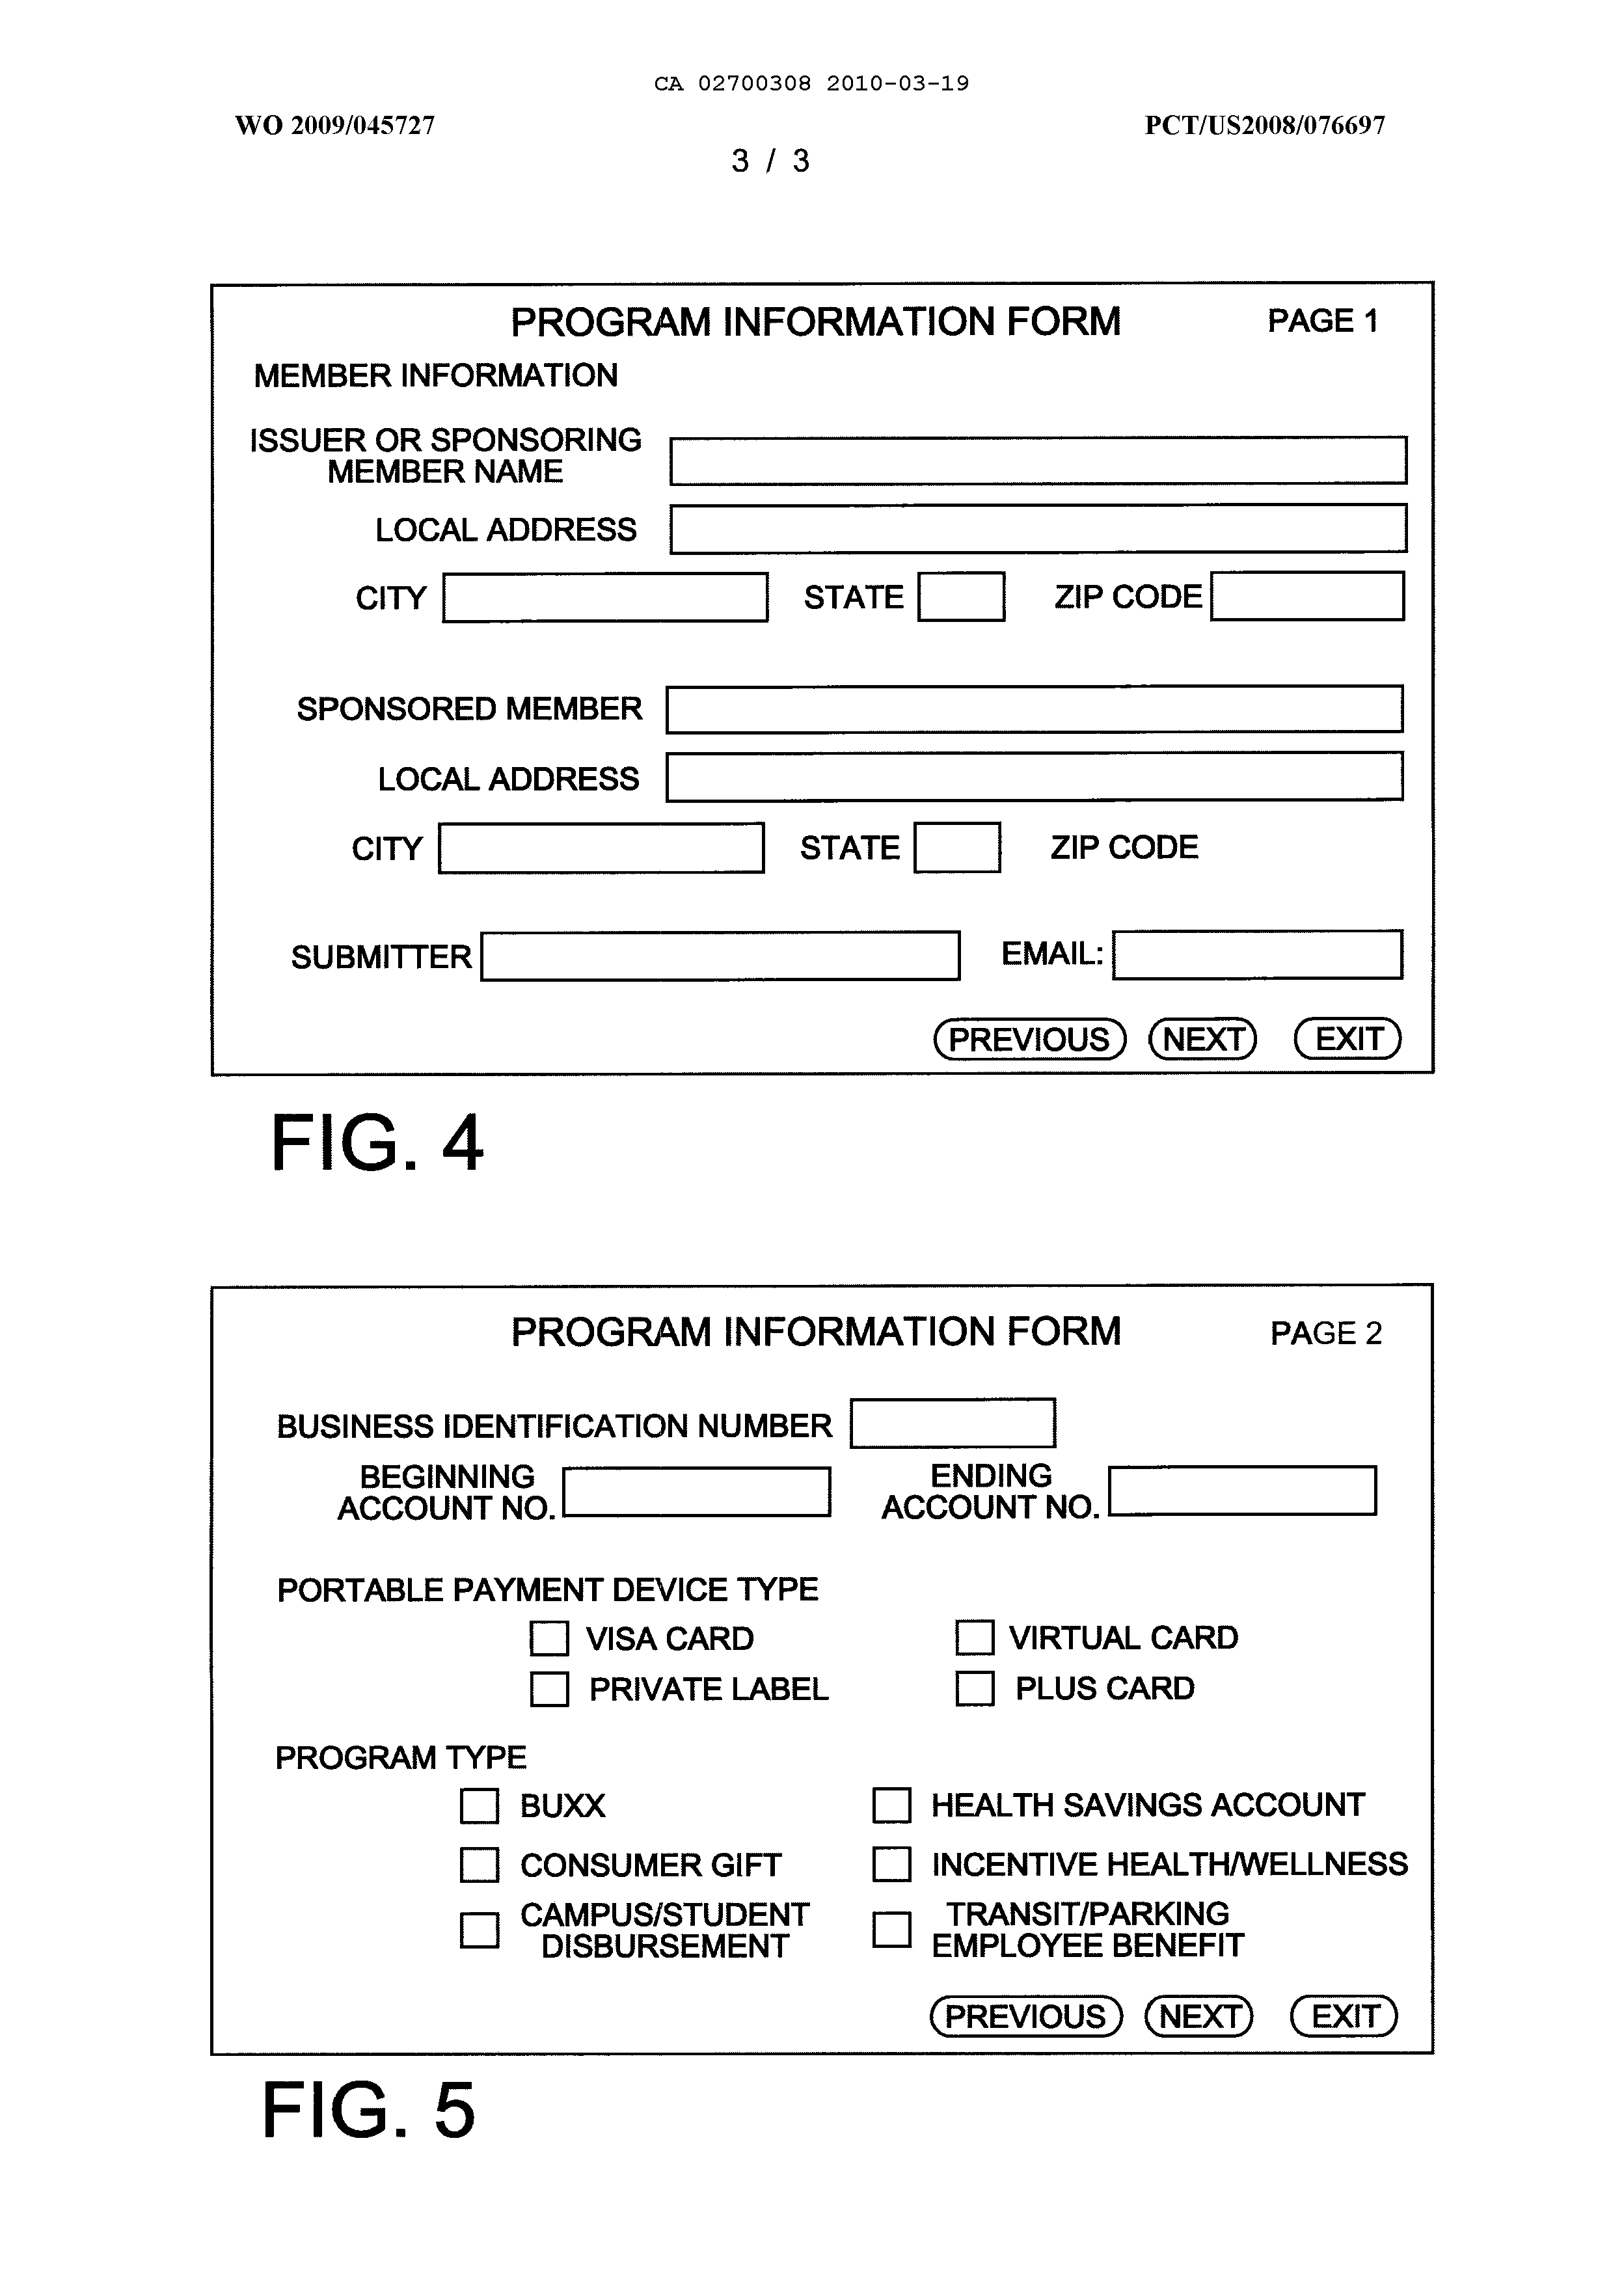 CA 02700308 2010-03-19
WO 2009/045727 PCT/US2008/076697
3 / 3
PROGRAM INFORMATION FORM PAGE 1
MEMBER INFORMATION
ISSUER OR SPONSORING
MEMBER NAME
LOCAL ADDRESS
CITY STATE ZIP CODE
SPONSORED MEMBER
LOCAL ADDRESS
CITY STATE ZIP CODE
SUBMITTER EMAIL:
PREVIOUS NEXT EXIT
FIG. 4
PROGRAM INFORMATION FORM PAGE 2
BUSINESS IDENTIFICATION NUMBER
BEGINNING
ACCOUNT NO.
ENDING
ACCOUNT NO.
PORTABLE PAYMENT DEVICE TYPE
VISA CARD VIRTUAL CARD
PRIVATE LABEL PLUS CARD
PROGRAM TYPE
BUXX HEALTH SAVINGS ACCOUNT
CONSUMER GIFT INCENTIVE HEALTH/WELLNESS
CAMPUS/STUDENT
DISBURSEMENT
TRANSIT/PARKING
EMPLOYEE BENEFIT
PREVIOUS NEXT EXIT
FIG. 5